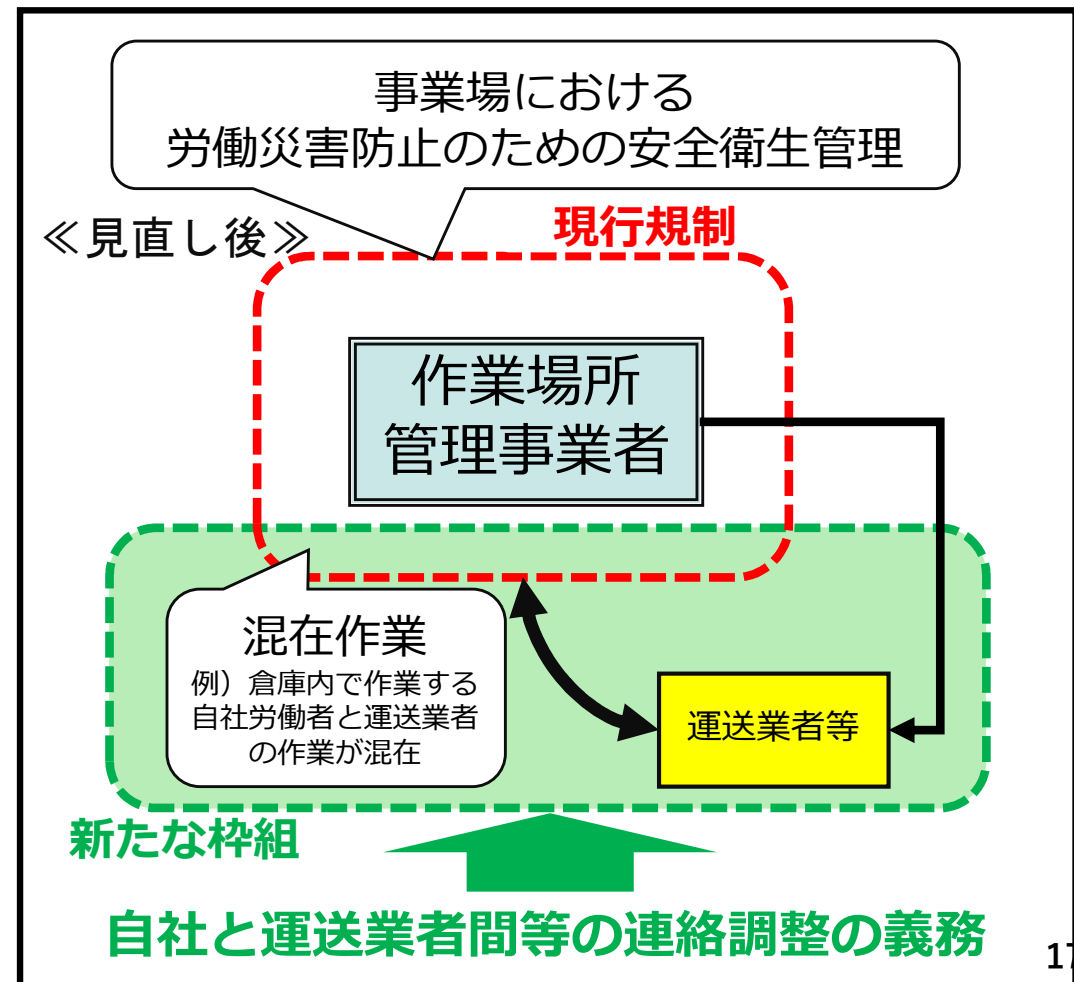 事業場における
労働災害防止のための安全衛生管理
≪見直し後≫
現行規制
作業場所
管理事業者
混在作業
例）倉庫内で作業する
自社労働者と運送業者
の作業が混在
運送業者等
新たな枠組
自社と運送業者間等の連絡調整の義務
17